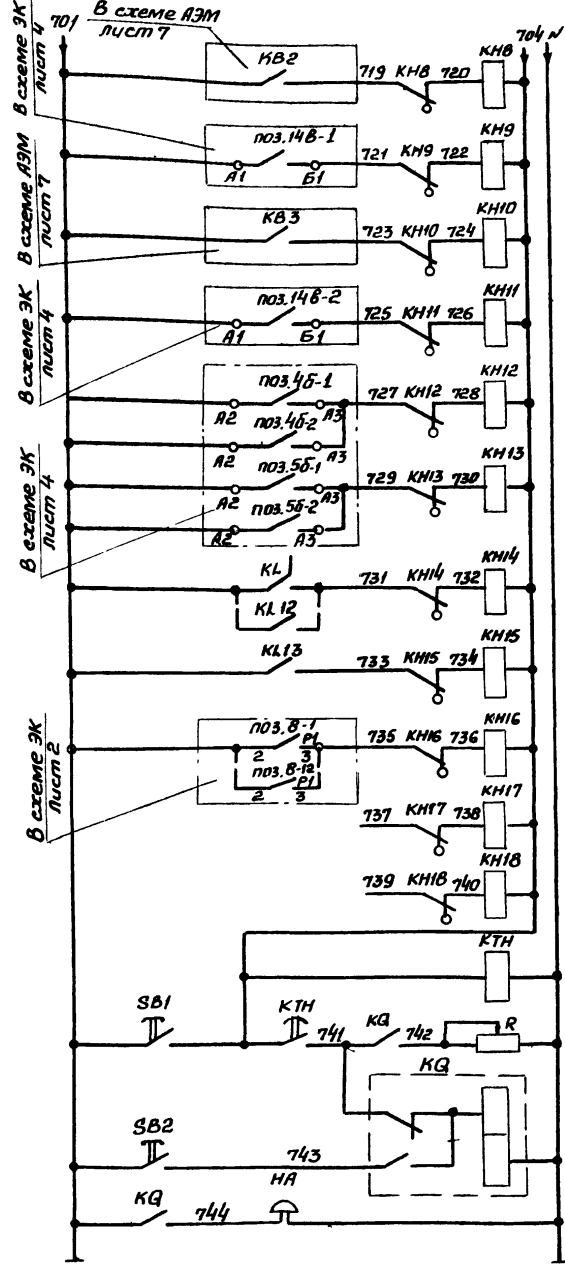 В схеме АЭМ
лист 7
В схеме ЭК
лист 4
701
704 N
КВ2
719 КН8 720
КН8
поз.14В-1
А1 Б1
721 КН9 722
КН9
В схеме АЭМ
лист 7
КВ3
723 КН10 724
КН10
В схеме ЭК
лист 4
поз.14В-2
А1 Б1
725 КН11 726
КН11
поз.4б-1
А2 А3
727 КН12 728
КН12
поз.4б-2
А2 А3
В схеме ЭК
лист 4
поз.5б-1
А2 А3
729 КН13 730
КН13
поз.5б-2
А2 А3
KL
731 КН14 732
КН14
KL12
KL13
733 КН15 734
КН15
В схеме ЭК
лист 2
поз.8-1
2 Р1 3
735 КН16 736
КН16
поз.8-12
2 Р1 3
737 КН17 738
КН17
739 КН18 740
КН18
КТН
SB1
КТН
741
KQ
742
R
KQ
SB2
743
KQ
744
НА